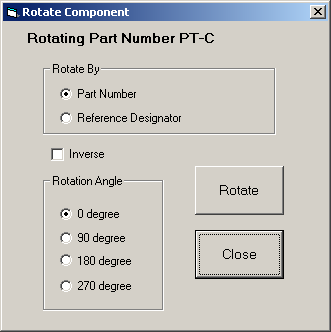 Rotate Component
Rotating Part Number PT-C
Rotate By
Part Number
Reference Designator
Inverse
Rotation Angle
0 degree
90 degree
180 degree
270 degree
Rotate
Close